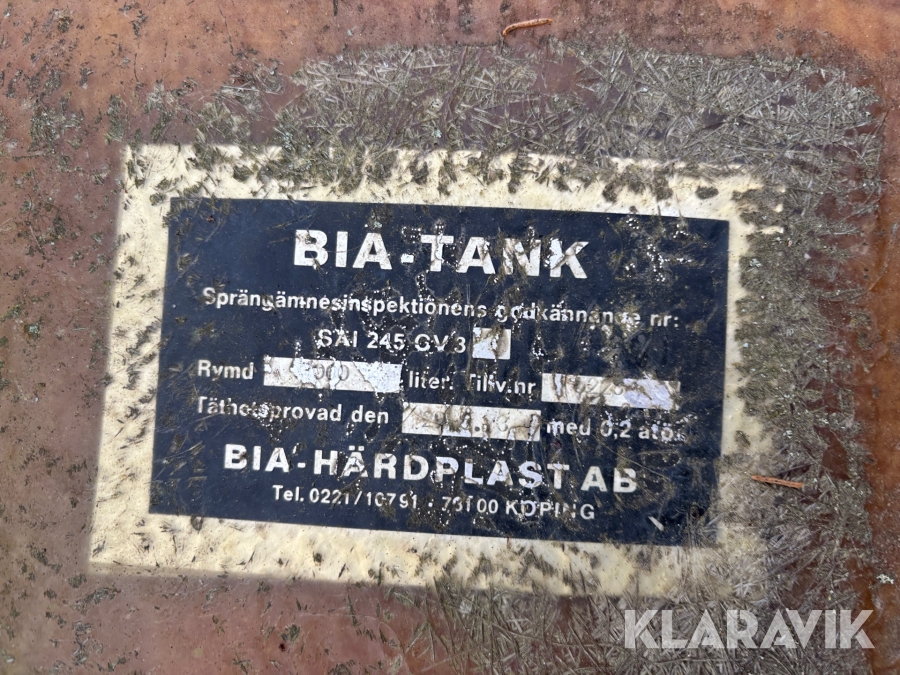 BIA-TANK
Sprängämnesinspektionens godkännande nr:
SÄI 245 GV 3
Rymd liter. Tillv.nr
Täthetsprovad den med 0,2 atö.
BIA-HÄRDPLAST AB
Tel. 0221/10791 · 73100 KÖPING
KLARAVIK